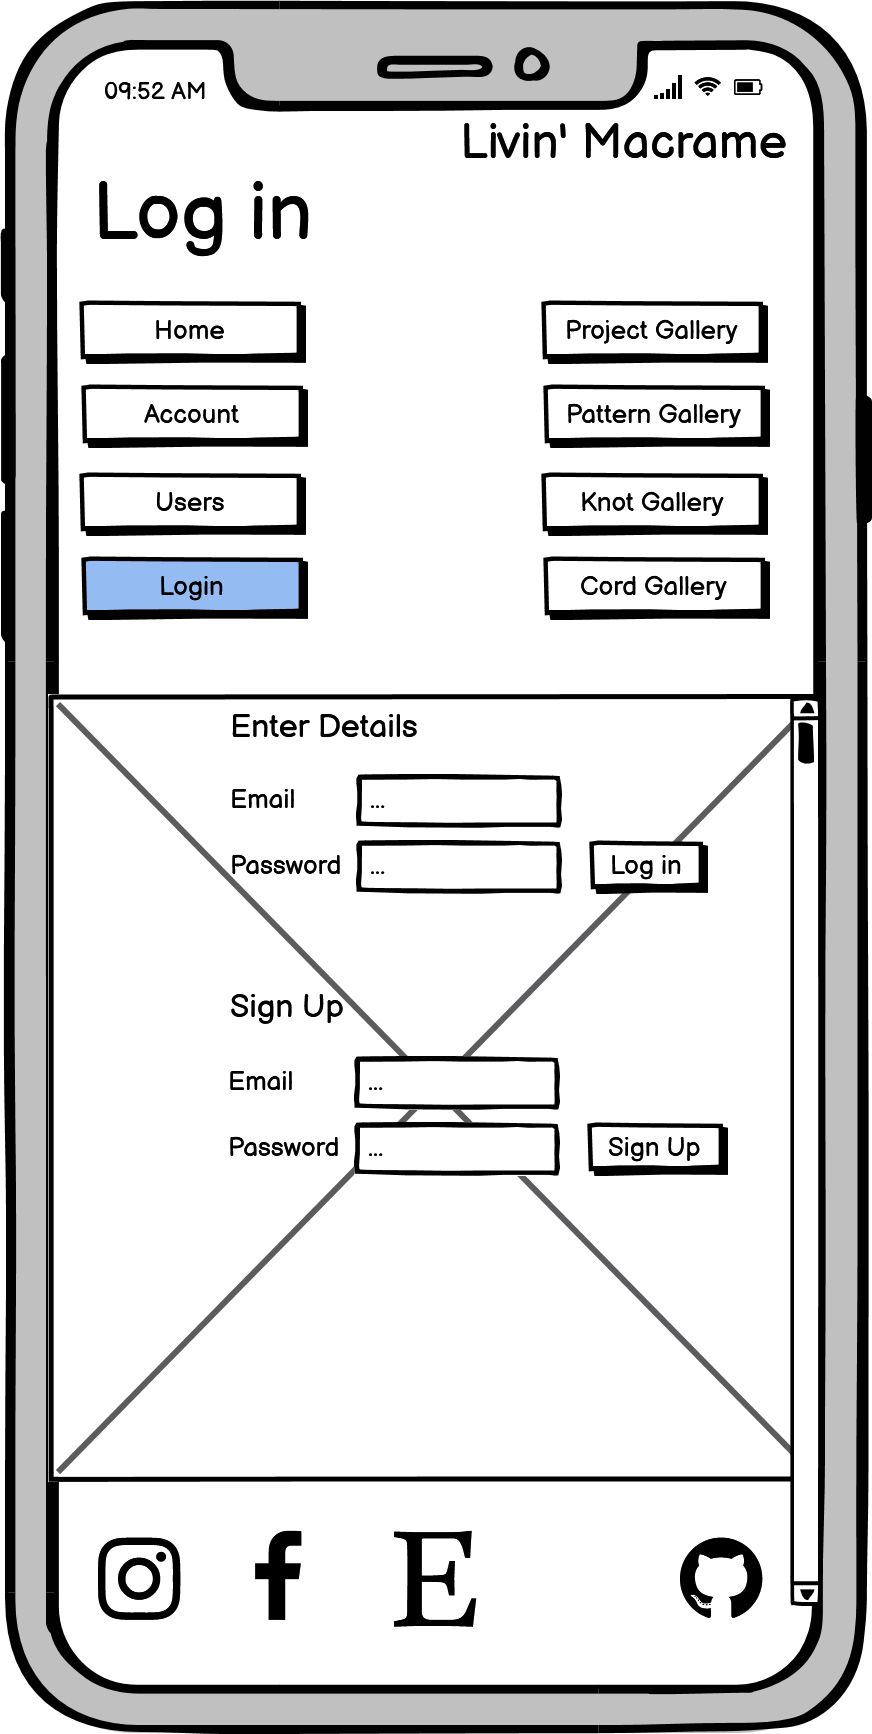 09:52 AM
Livin' Macrame
Log in
Home
Project Gallery
Account
Pattern Gallery
Users
Knot Gallery
Login
Cord Gallery
Enter Details
Email ...
Password ... Log in
Sign Up
Email ...
Password ... Sign Up
E